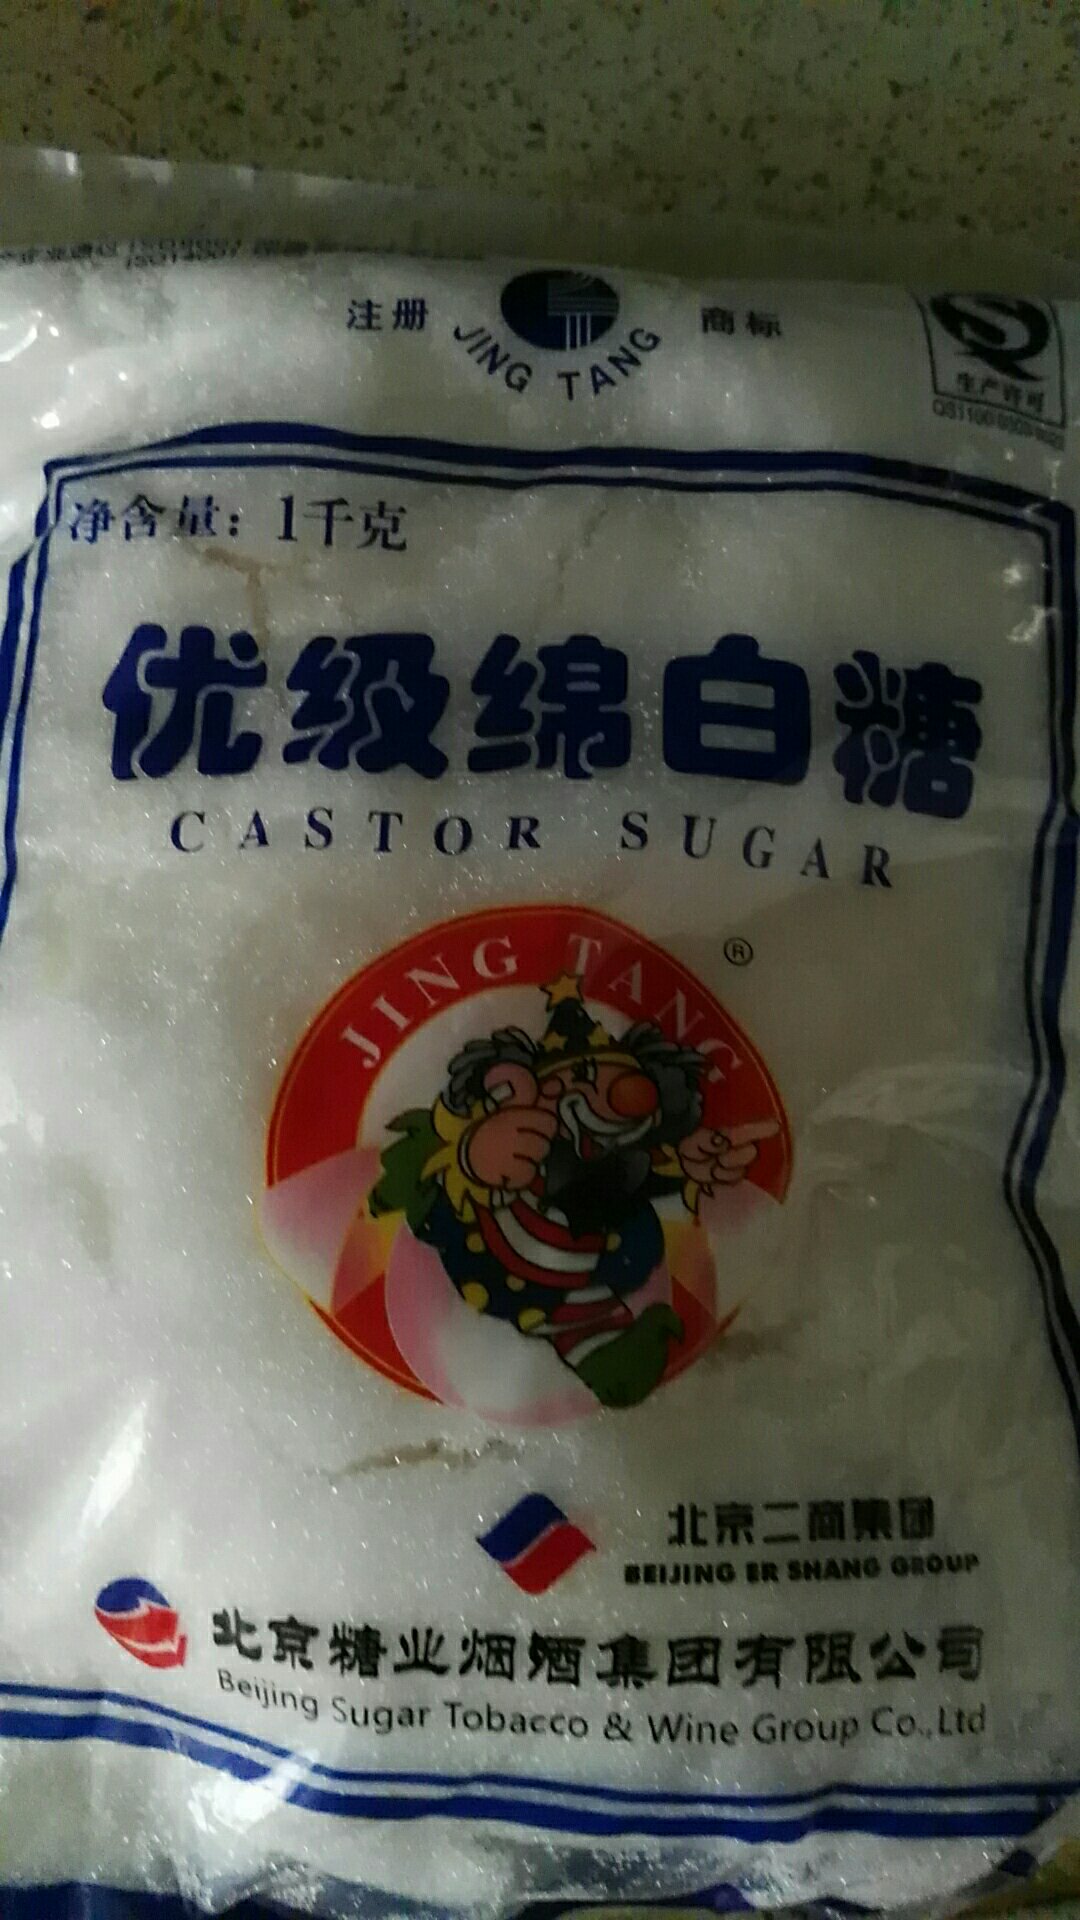 注册 JING TANG 商标
生产许可
净含量：1千克
优级绵白糖
CASTOR SUGAR
JING TANG ®
北京二商集团
BEIJING ER SHANG GROUP
北京糖业烟酒集团有限公司
Beijing Sugar Tobacco & Wine Group Co.,Ltd